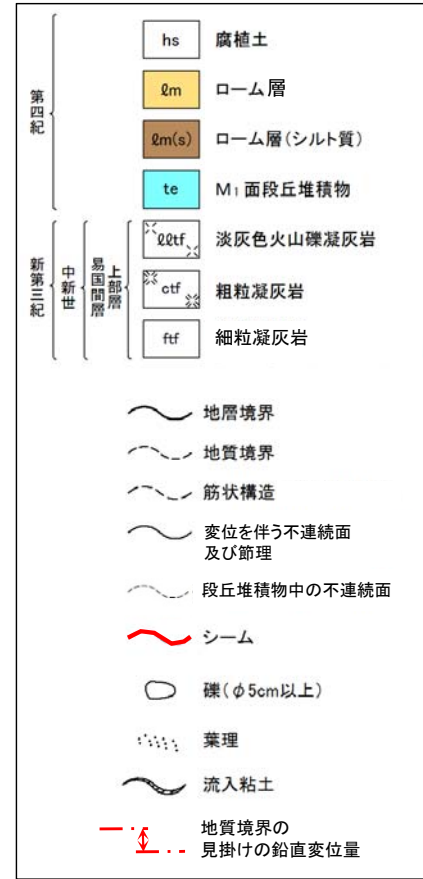 第四紀
hs 腐植土
ℓm ローム層
ℓm(s) ローム層(シルト質)
te M₁面段丘堆積物
新第三紀
中新世
易国間層
上部層
ℓℓtf 淡灰色火山礫凝灰岩
ctf 粗粒凝灰岩
ftf 細粒凝灰岩
地層境界
地質境界
筋状構造
変位を伴う不連続面
及び節理
段丘堆積物中の不連続面
シーム
礫(φ5cm以上)
葉理
流入粘土
地質境界の
見掛けの鉛直変位量